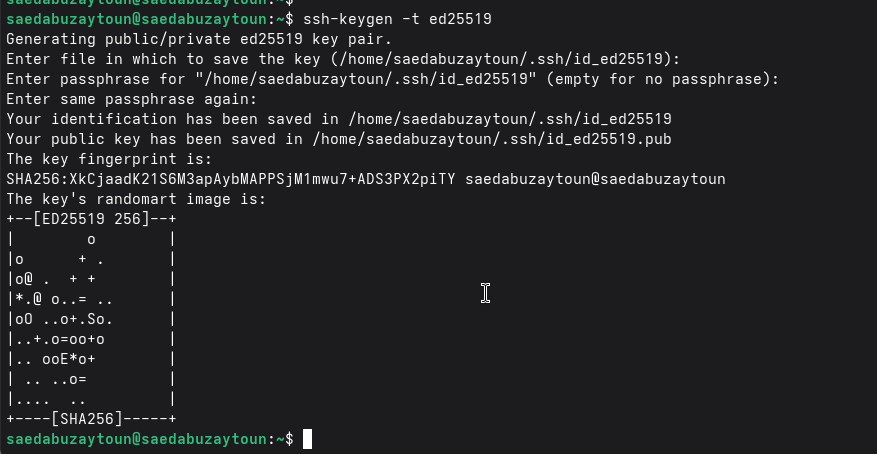 saedabuzaytoun@saedabuzaytoun:~$
saedabuzaytoun@saedabuzaytoun:~$ ssh-keygen -t ed25519
Generating public/private ed25519 key pair.
Enter file in which to save the key (/home/saedabuzaytoun/.ssh/id_ed25519):
Enter passphrase for "/home/saedabuzaytoun/.ssh/id_ed25519" (empty for no passphrase):
Enter same passphrase again:
Your identification has been saved in /home/saedabuzaytoun/.ssh/id_ed25519
Your public key has been saved in /home/saedabuzaytoun/.ssh/id_ed25519.pub
The key fingerprint is:
SHA256:XkCjaadK21S6M3apAybMAPPSjM1mwu7+ADS3PX2piTY saedabuzaytoun@saedabuzaytoun
The key's randomart image is:
+--[ED25519 256]--+
|        o        |
|o      + .       |
|o@ .  + +        |
|*.@ o..= ..      |
|oO ..o+.So.      |
|..+.o=oo+o       |
|.. ooE*o+        |
| .. ..o=         |
|....  ..         |
+----[SHA256]-----+
saedabuzaytoun@saedabuzaytoun:~$